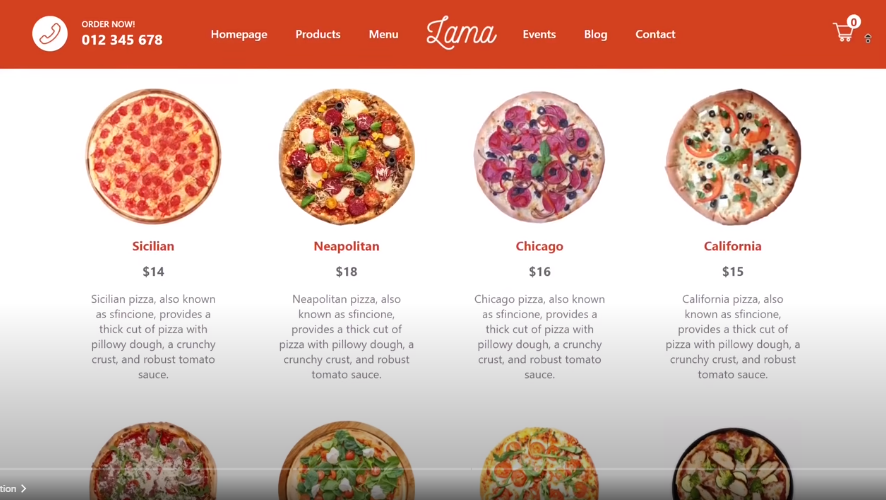 ORDER NOW!
012 345 678
Homepage
Products
Menu
Lama
Events
Blog
Contact
0
Sicilian
$14
Sicilian pizza, also known
as sfincione, provides a
thick cut of pizza with
pillowy dough, a crunchy
crust, and robust tomato
sauce.
Neapolitan
$18
Neapolitan pizza, also
known as sfincione,
provides a thick cut of
pizza with pillowy dough, a
crunchy crust, and robust
tomato sauce.
Chicago
$16
Chicago pizza, also known
as sfincione, provides a
thick cut of pizza with
pillowy dough, a crunchy
crust, and robust tomato
sauce.
California
$15
California pizza, also
known as sfincione,
provides a thick cut of
pizza with pillowy dough, a
crunchy crust, and robust
tomato sauce.
tion